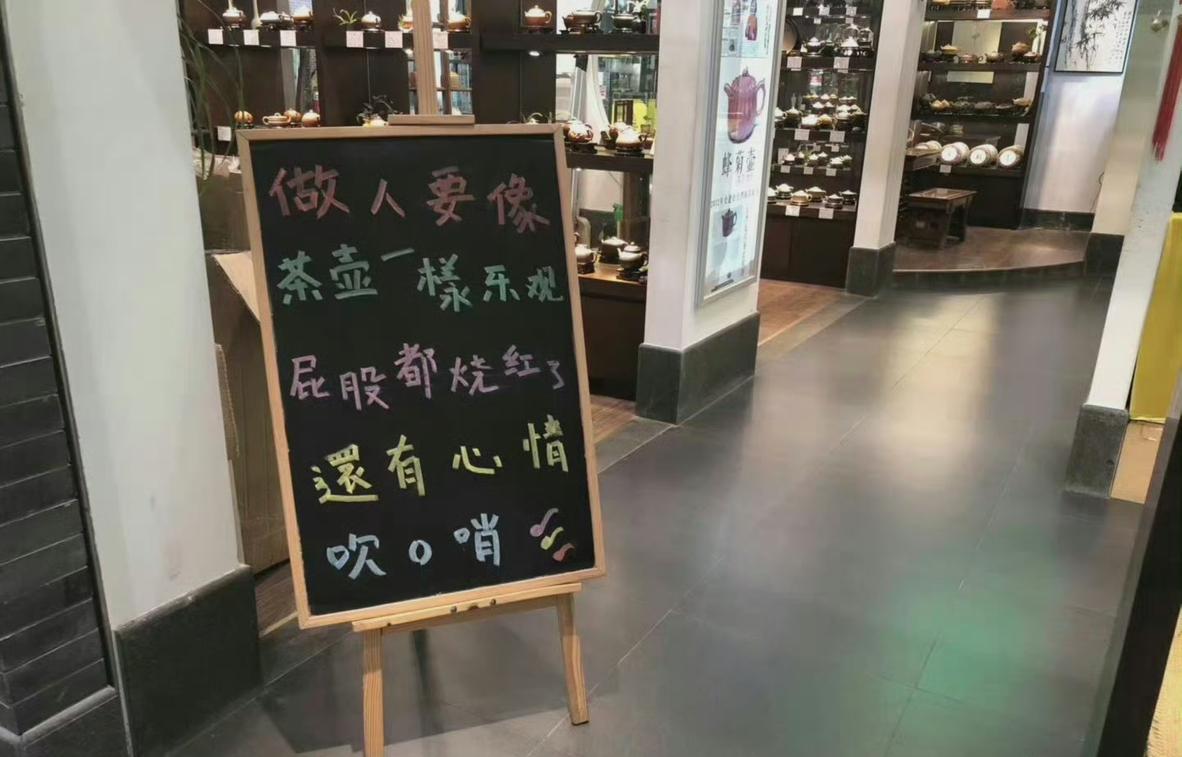 做人要像
茶壶一樣乐观
屁股都烧红了
還有心情
吹口哨